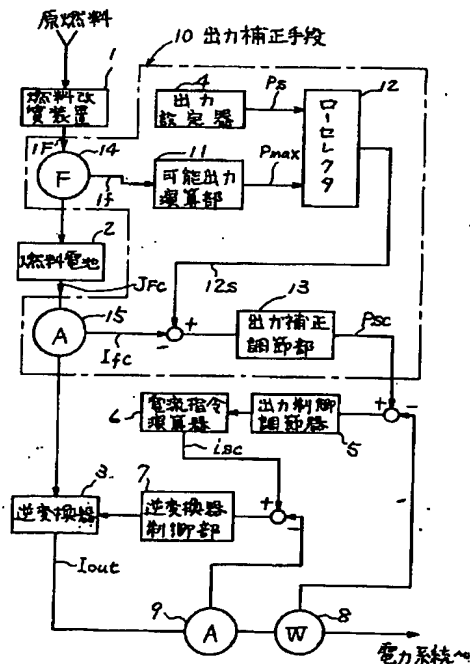 原燃料
10 出力補正手段
1
燃料改
質装置
4
出力
設定器
Ps
12
ローセレクタ
1F
14
F
1f
11
可能出力
演算部
Pmax
2
燃料電池
JFC
12s
15
A
Ifc
+
-
13
出力補正
調節部
Psc
6
電流指令
演算器
出力制御
調節器
5
+
-
isc
3
逆変換器
7
逆変換器
制御部
+
-
Iout
9
A
W
8
電力系統へ